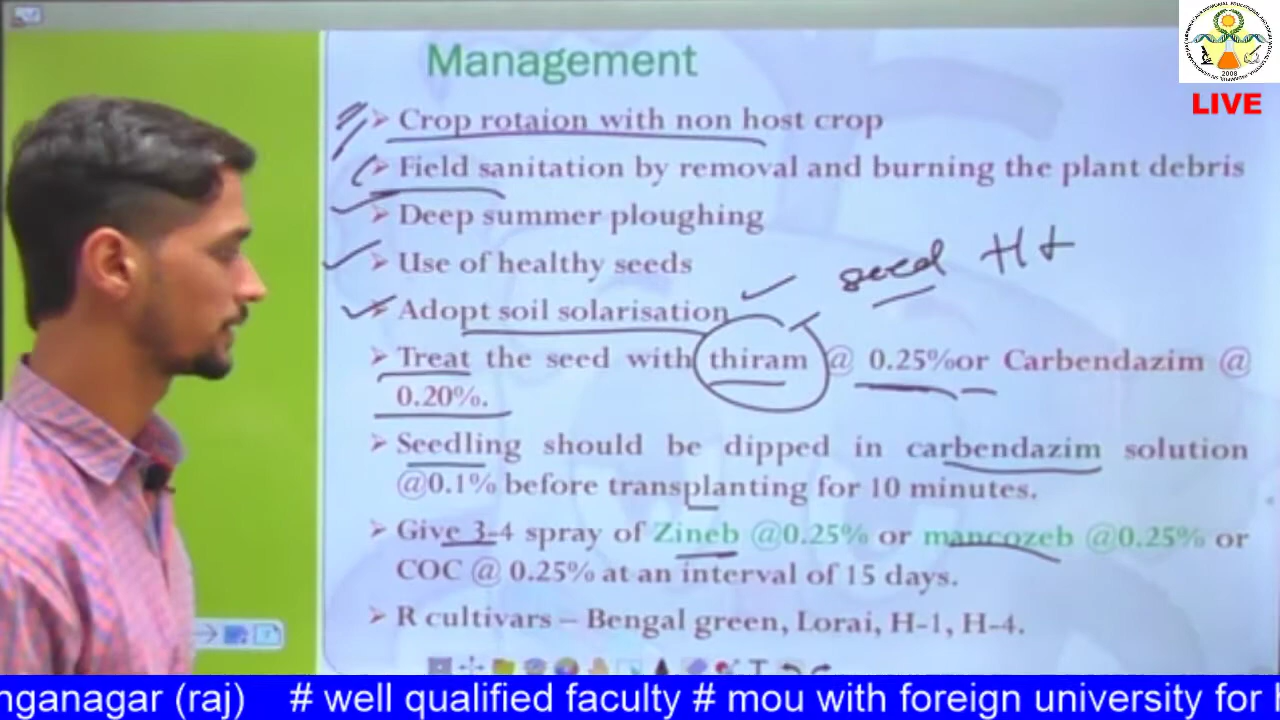 Management
LIVE
➢ Crop rotaion with non host crop
➢ Field sanitation by removal and burning the plant debris
➢ Deep summer ploughing
➢ Use of healthy seeds
seed
➢ Adopt soil solarisation
➢ Treat the seed with thiram @ 0.25%or Carbendazim @
0.20%.
➢ Seedling should be dipped in carbendazim solution
@0.1% before transplanting for 10 minutes.
➢ Give 3-4 spray of Zineb @0.25% or mancozeb @0.25% or
COC @ 0.25% at an interval of 15 days.
➢ R cultivars – Bengal green, Lorai, H-1, H-4.
nganagar (raj) # well qualified faculty # mou with foreign university for
2008